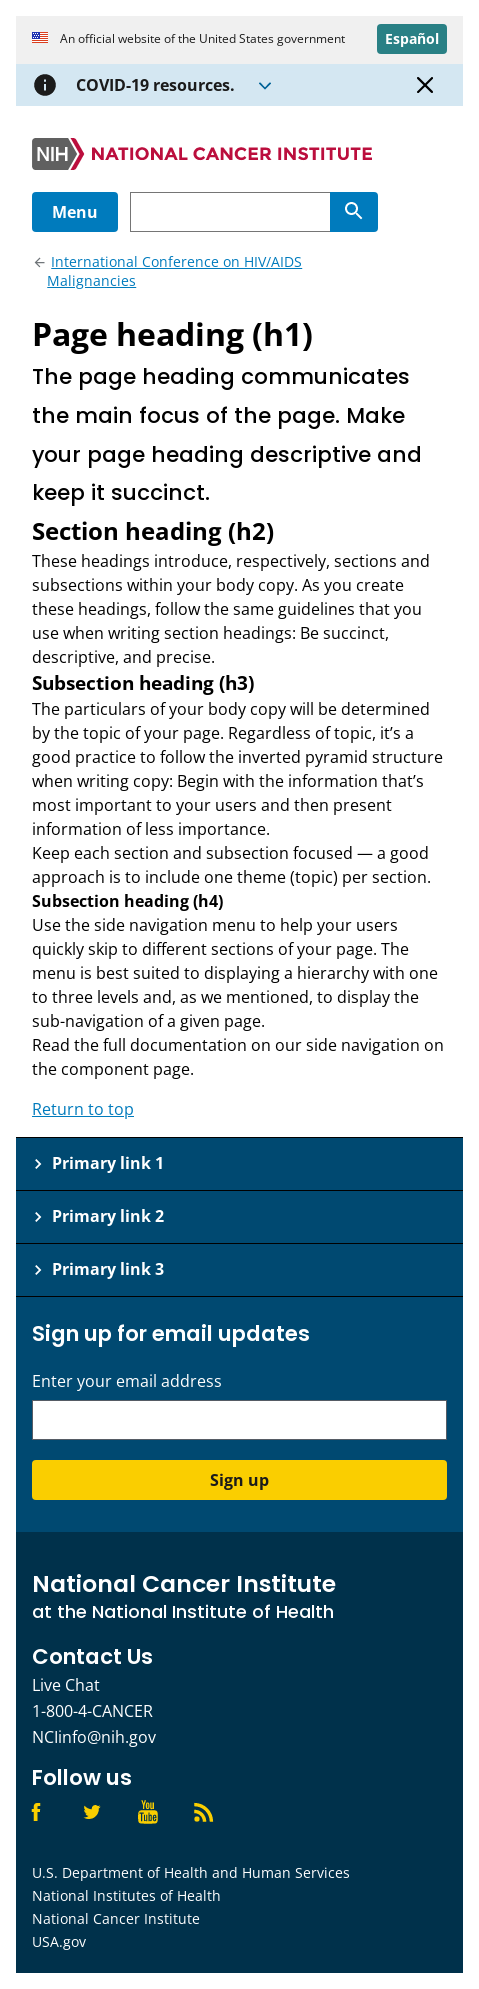 An official website of the United States government
Español
COVID-19 resources.
NIH NATIONAL CANCER INSTITUTE
Menu
International Conference on HIV/AIDS
Malignancies
Page heading (h1)
The page heading communicates
the main focus of the page. Make
your page heading descriptive and
keep it succinct.
Section heading (h2)
These headings introduce, respectively, sections and
subsections within your body copy. As you create
these headings, follow the same guidelines that you
use when writing section headings: Be succinct,
descriptive, and precise.
Subsection heading (h3)
The particulars of your body copy will be determined
by the topic of your page. Regardless of topic, it’s a
good practice to follow the inverted pyramid structure
when writing copy: Begin with the information that’s
most important to your users and then present
information of less importance.
Keep each section and subsection focused — a good
approach is to include one theme (topic) per section.
Subsection heading (h4)
Use the side navigation menu to help your users
quickly skip to different sections of your page. The
menu is best suited to displaying a hierarchy with one
to three levels and, as we mentioned, to display the
sub-navigation of a given page.
Read the full documentation on our side navigation on
the component page.
Return to top
Primary link 1
Primary link 2
Primary link 3
Sign up for email updates
Enter your email address
Sign up
National Cancer Institute
at the National Institute of Health
Contact Us
Live Chat
1-800-4-CANCER
NCIinfo@nih.gov
Follow us
You
Tube
U.S. Department of Health and Human Services
National Institutes of Health
National Cancer Institute
USA.gov